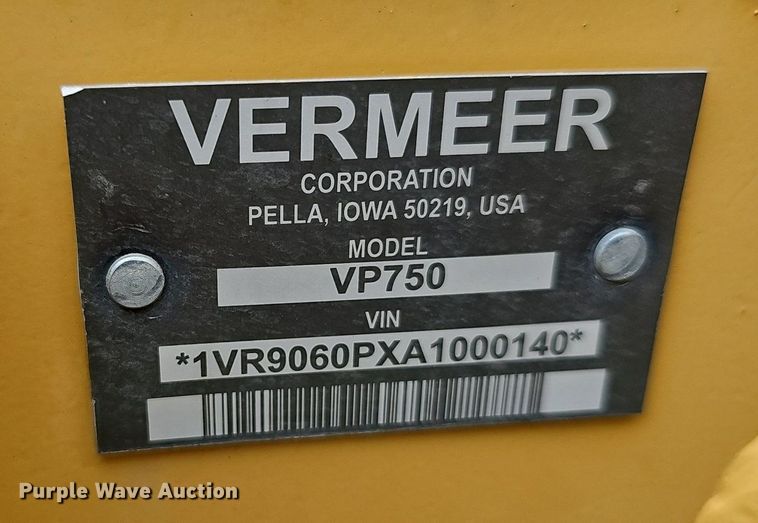 VERMEER
CORPORATION
PELLA, IOWA 50219, USA
MODEL
VP750
VIN
*1VR9060PXA1000140*
Purple Wave Auction